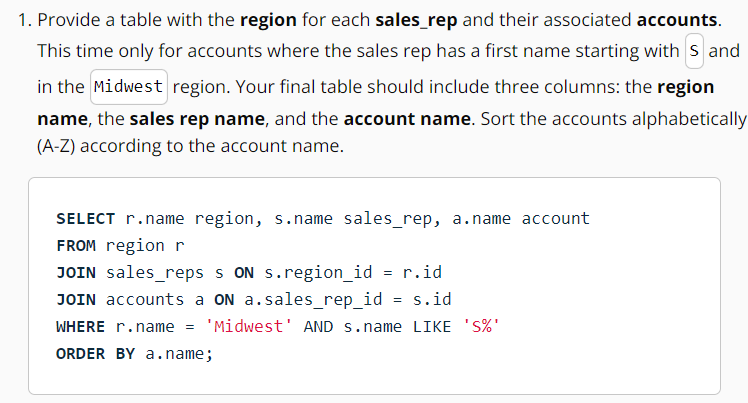 1. Provide a table with the region for each sales_rep and their associated accounts.
This time only for accounts where the sales rep has a first name starting with S and
in the Midwest region. Your final table should include three columns: the region
name, the sales rep name, and the account name. Sort the accounts alphabetically
(A-Z) according to the account name.
SELECT r.name region, s.name sales_rep, a.name account
FROM region r
JOIN sales_reps s ON s.region_id = r.id
JOIN accounts a ON a.sales_rep_id = s.id
WHERE r.name = 'Midwest' AND s.name LIKE 'S%'
ORDER BY a.name;